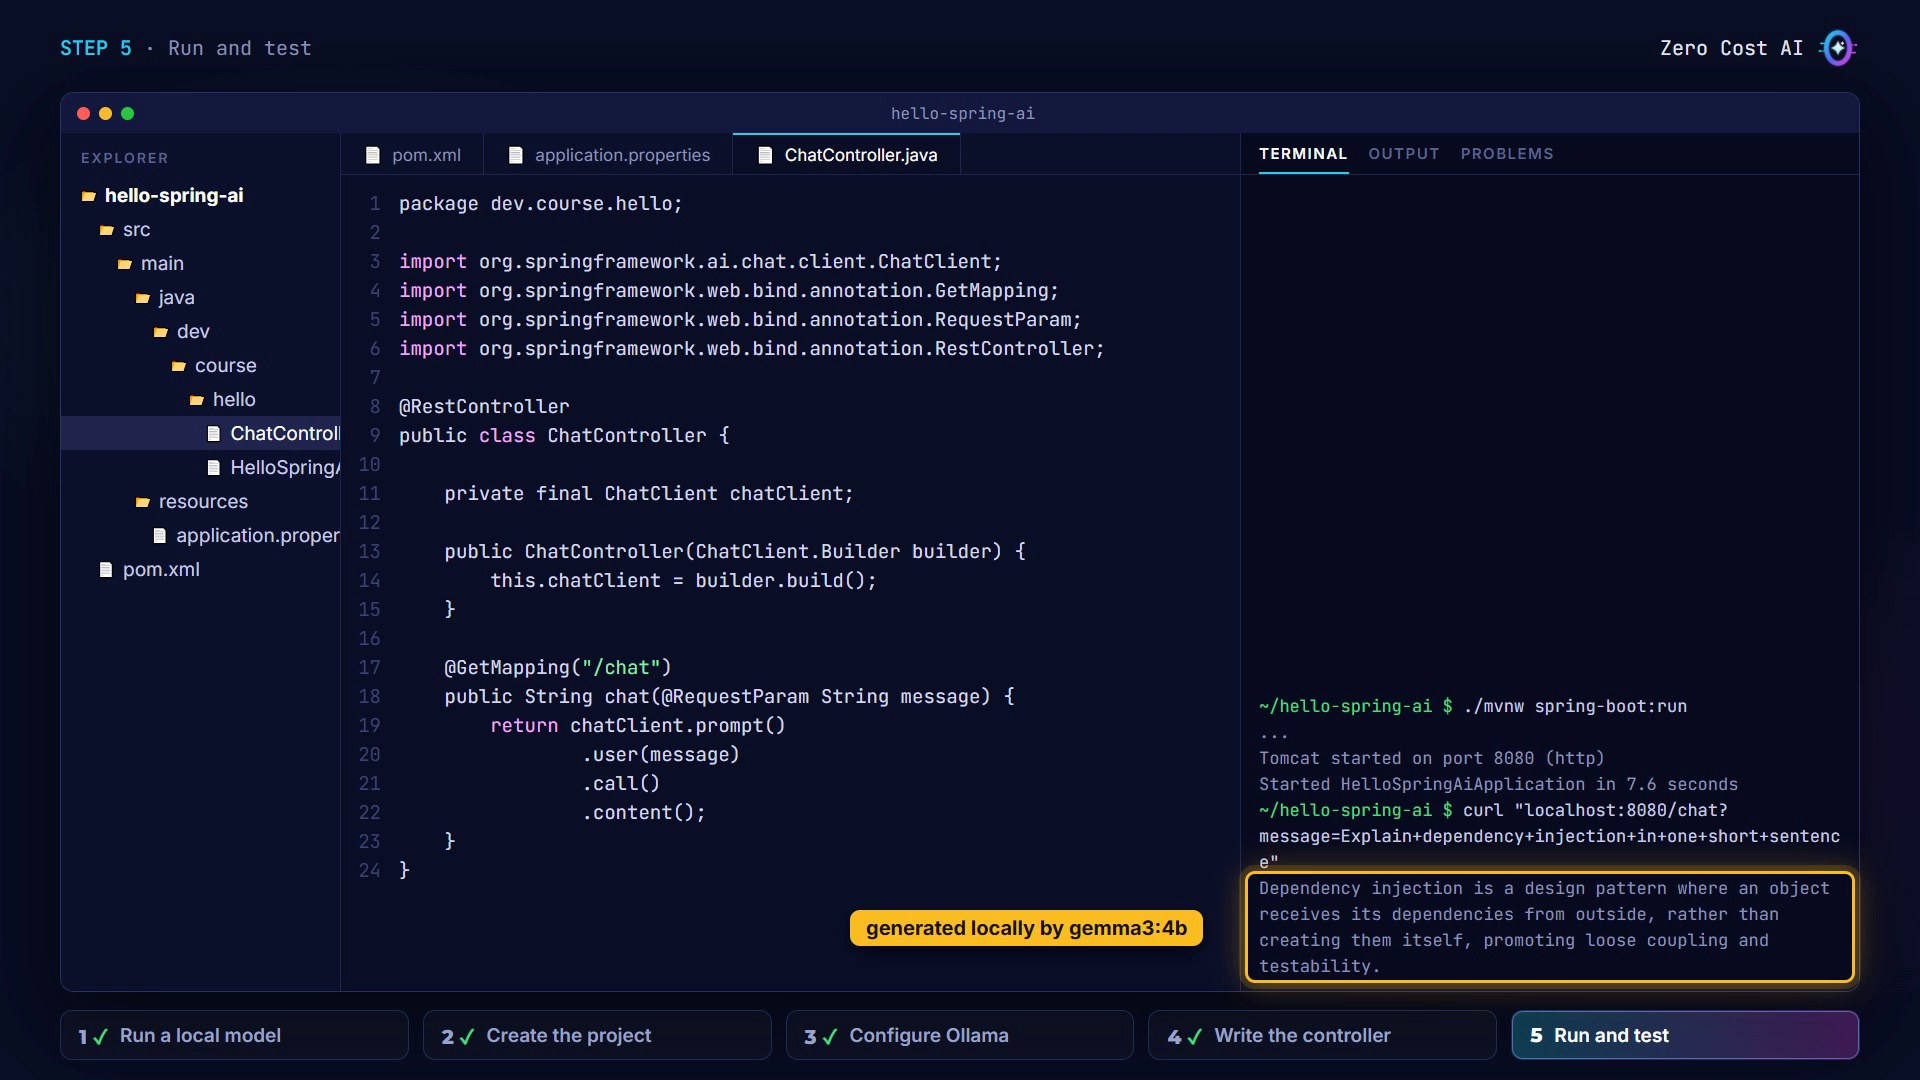 STEP 5 · Run and test
Zero Cost AI
hello-spring-ai
EXPLORER
hello-spring-ai
src
main
java
dev
course
hello
ChatControll
HelloSpringA
resources
application.proper
pom.xml
pom.xml
application.properties
ChatController.java
1 package dev.course.hello;
2
3 import org.springframework.ai.chat.client.ChatClient;
4 import org.springframework.web.bind.annotation.GetMapping;
5 import org.springframework.web.bind.annotation.RequestParam;
6 import org.springframework.web.bind.annotation.RestController;
7
8 @RestController
9 public class ChatController {
10
11     private final ChatClient chatClient;
12
13     public ChatController(ChatClient.Builder builder) {
14         this.chatClient = builder.build();
15     }
16
17     @GetMapping("/chat")
18     public String chat(@RequestParam String message) {
19         return chatClient.prompt()
20                 .user(message)
21                 .call()
22                 .content();
23     }
24 }
generated locally by gemma3:4b
TERMINAL OUTPUT PROBLEMS
~/hello-spring-ai $ ./mvnw spring-boot:run
...
Tomcat started on port 8080 (http)
Started HelloSpringAiApplication in 7.6 seconds
~/hello-spring-ai $ curl "localhost:8080/chat?
message=Explain+dependency+injection+in+one+short+sentenc
e"
Dependency injection is a design pattern where an object
receives its dependencies from outside, rather than
creating them itself, promoting loose coupling and
testability.
1 ✓ Run a local model
2 ✓ Create the project
3 ✓ Configure Ollama
4 ✓ Write the controller
5 Run and test